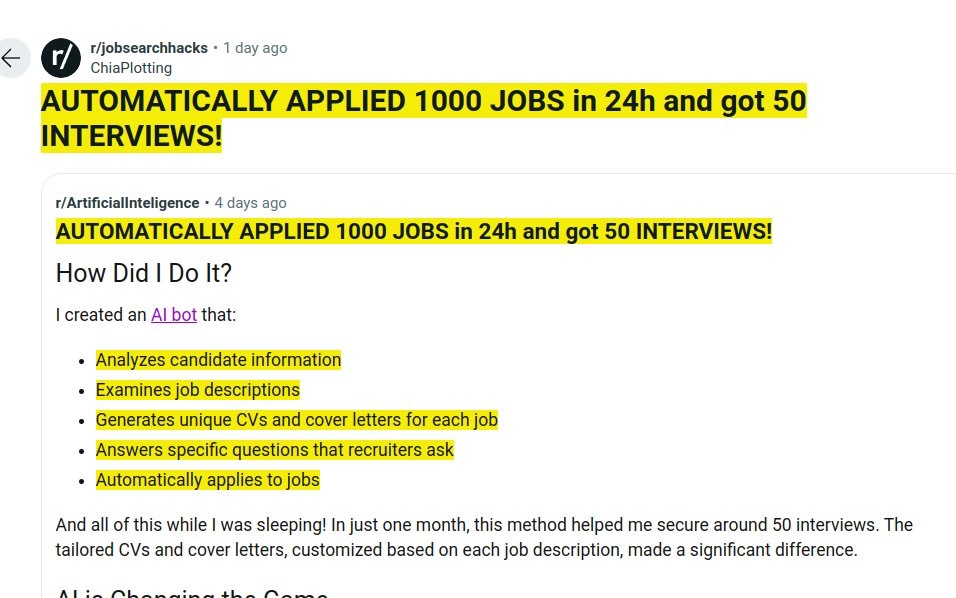 r/jobsearchhacks • 1 day ago
r/
ChiaPlotting
AUTOMATICALLY APPLIED 1000 JOBS in 24h and got 50
INTERVIEWS!
r/ArtificialInteligence • 4 days ago
AUTOMATICALLY APPLIED 1000 JOBS in 24h and got 50 INTERVIEWS!
How Did I Do It?
I created an AI bot that:
• Analyzes candidate information
• Examines job descriptions
• Generates unique CVs and cover letters for each job
• Answers specific questions that recruiters ask
• Automatically applies to jobs
And all of this while I was sleeping! In just one month, this method helped me secure around 50 interviews. The
tailored CVs and cover letters, customized based on each job description, made a significant difference.
AI is Changing the Game